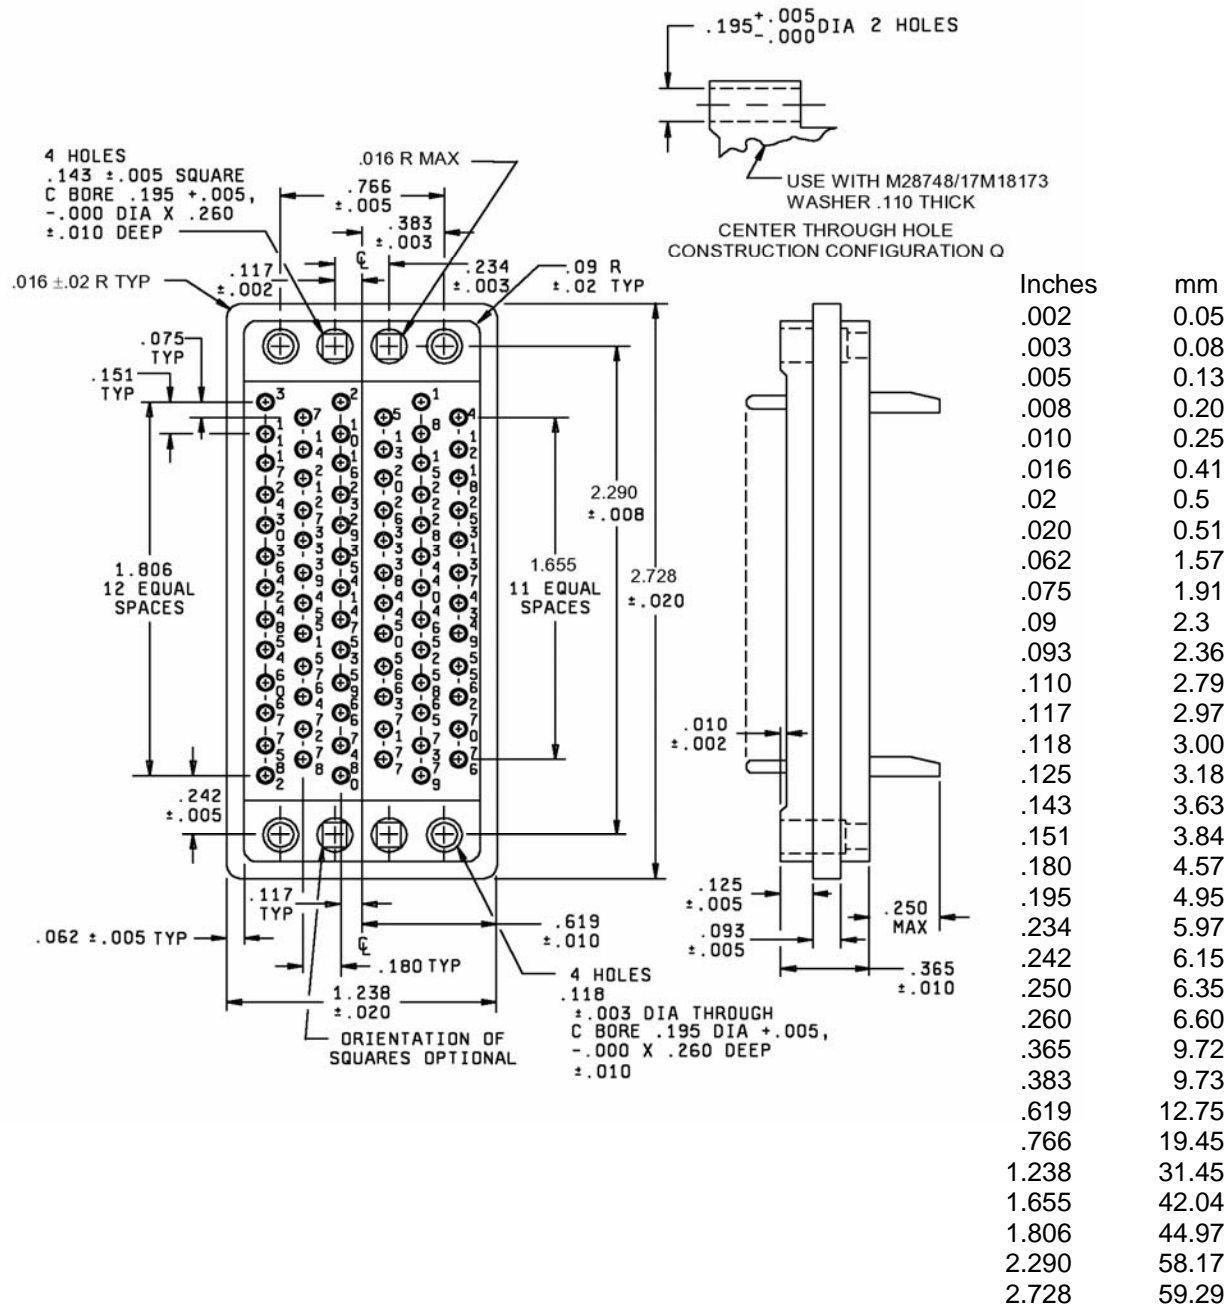 .195 +.005 -.000 DIA 2 HOLES
4 HOLES
.143 ±.005 SQUARE
C BORE .195 +.005,
-.000 DIA X .260
±.010 DEEP
.016 R MAX
.766
±.005
.383
±.003
USE WITH M28748/17M18173
WASHER .110 THICK
CENTER THROUGH HOLE
CONSTRUCTION CONFIGURATION Q
.016 ±.02 R TYP
.117
±.002
℄
.234
±.003
.09 R
±.02 TYP
.075
TYP
.151
TYP
3 2 1
7 5 4
1.806
12 EQUAL
SPACES
1.655
11 EQUAL
SPACES
2.290
±.008
2.728
±.020
.010
±.002
.242
±.005
.117
TYP
.062 ±.005 TYP
℄
.619
±.010
.180 TYP
1.238
±.020
ORIENTATION OF
SQUARES OPTIONAL
4 HOLES
.118
±.003 DIA THROUGH
C BORE .195 DIA +.005,
-.000 X .260 DEEP
±.010
.125
±.005
.093
±.005
.250
MAX
.365
±.010
Inches mm
.002 0.05
.003 0.08
.005 0.13
.008 0.20
.010 0.25
.016 0.41
.02 0.5
.020 0.51
.062 1.57
.075 1.91
.09 2.3
.093 2.36
.110 2.79
.117 2.97
.118 3.00
.125 3.18
.143 3.63
.151 3.84
.180 4.57
.195 4.95
.234 5.97
.242 6.15
.250 6.35
.260 6.60
.365 9.72
.383 9.73
.619 12.75
.766 19.45
1.238 31.45
1.655 42.04
1.806 44.97
2.290 58.17
2.728 59.29